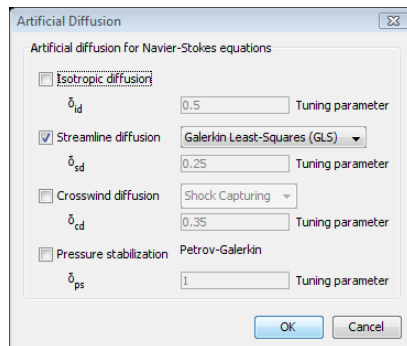 Artificial Diffusion
Artificial diffusion for Navier-Stokes equations
Isotropic diffusion
δid 0.5 Tuning parameter
Streamline diffusion Galerkin Least-Squares (GLS)
δsd 0.25 Tuning parameter
Crosswind diffusion Shock Capturing
δcd 0.35 Tuning parameter
Pressure stabilization Petrov-Galerkin
δps 1 Tuning parameter
OK Cancel